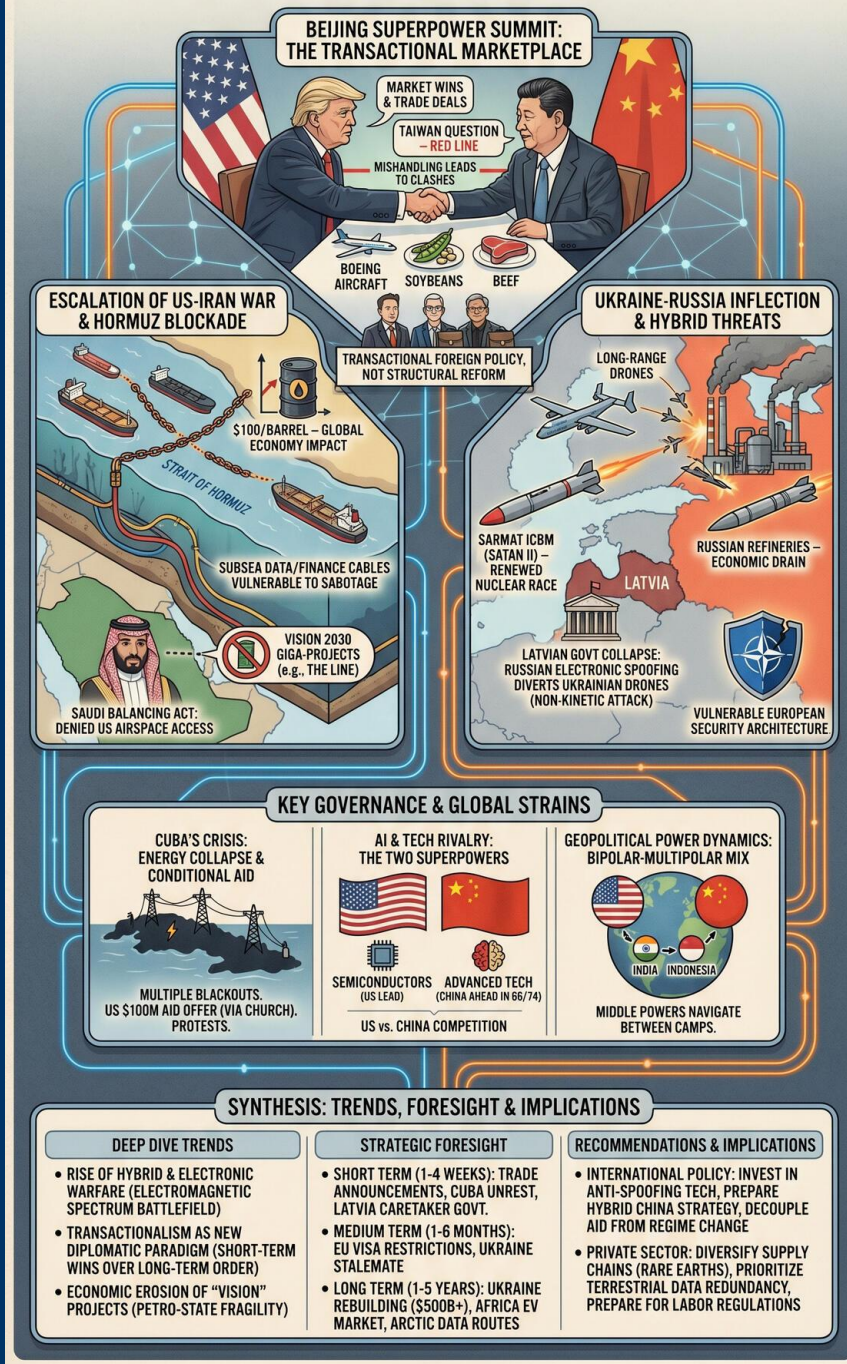 BEIJING SUPERPOWER SUMMIT:
THE TRANSACTIONAL MARKETPLACE
MARKET WINS
& TRADE DEALS
TAIWAN QUESTION
– RED LINE
MISHANDLING LEADS
TO CLASHES
BOEING
AIRCRAFT
SOYBEANS
BEEF
TRANSACTIONAL FOREIGN POLICY,
NOT STRUCTURAL REFORM
ESCALATION OF US-IRAN WAR
& HORMUZ BLOCKADE
$100/BARREL – GLOBAL
ECONOMY IMPACT
STRAIT OF HORMUZ
SUBSEA DATA/FINANCE CABLES
VULNERABLE TO SABOTAGE
VISION 2030
GIGA-PROJECTS
(e.g., THE LINE)
SAUDI BALANCING ACT:
DENIED US AIRSPACE ACCESS
UKRAINE-RUSSIA INFLECTION
& HYBRID THREATS
LONG-RANGE
DRONES
SARMAT ICBM
(SATAN II) –
RENEWED
NUCLEAR RACE
RUSSIAN REFINERIES –
ECONOMIC DRAIN
LATVIA
LATVIAN GOVT COLLAPSE:
RUSSIAN ELECTRONIC SPOOFING
DIVERTS UKRAINIAN DRONES
(NON-KINETIC ATTACK)
VULNERABLE EUROPEAN
SECURITY ARCHITECTURE
KEY GOVERNANCE & GLOBAL STRAINS
CUBA'S CRISIS:
ENERGY COLLAPSE &
CONDITIONAL AID
MULTIPLE BLACKOUTS.
US $100M AID OFFER (VIA CHURCH).
PROTESTS.
AI & TECH RIVALRY:
THE TWO SUPERPOWERS
SEMICONDUCTORS
(US LEAD)
ADVANCED TECH
(CHINA AHEAD IN 66/74)
US vs. CHINA COMPETITION
GEOPOLITICAL POWER DYNAMICS:
BIPOLAR-MULTIPOLAR MIX
INDIA
INDONESIA
MIDDLE POWERS NAVIGATE
BETWEEN CAMPS.
SYNTHESIS: TRENDS, FORESIGHT & IMPLICATIONS
DEEP DIVE TRENDS
• RISE OF HYBRID & ELECTRONIC
WARFARE (ELECTROMAGNETIC
SPECTRUM BATTLEFIELD)
• TRANSACTIONALISM AS NEW
DIPLOMATIC PARADIGM (SHORT-TERM
WINS OVER LONG-TERM ORDER)
• ECONOMIC EROSION OF "VISION"
PROJECTS (PETRO-STATE FRAGILITY)
STRATEGIC FORESIGHT
• SHORT TERM (1-4 WEEKS): TRADE
ANNOUNCEMENTS, CUBA UNREST,
LATVIA CARETAKER GOVT.
• MEDIUM TERM (1-6 MONTHS):
EU VISA RESTRICTIONS, UKRAINE
STALEMATE
• LONG TERM (1-5 YEARS): UKRAINE
REBUILDING ($500B+), AFRICA EV
MARKET, ARCTIC DATA ROUTES
RECOMMENDATIONS & IMPLICATIONS
• INTERNATIONAL POLICY: INVEST IN
ANTI-SPOOFING TECH, PREPARE
HYBRID CHINA STRATEGY, DECOUPLE
AID FROM REGIME CHANGE
• PRIVATE SECTOR: DIVERSIFY SUPPLY
CHAINS (RARE EARTHS), PRIORITIZE
TERRESTRIAL DATA REDUNDANCY,
PREPARE FOR LABOR REGULATIONS